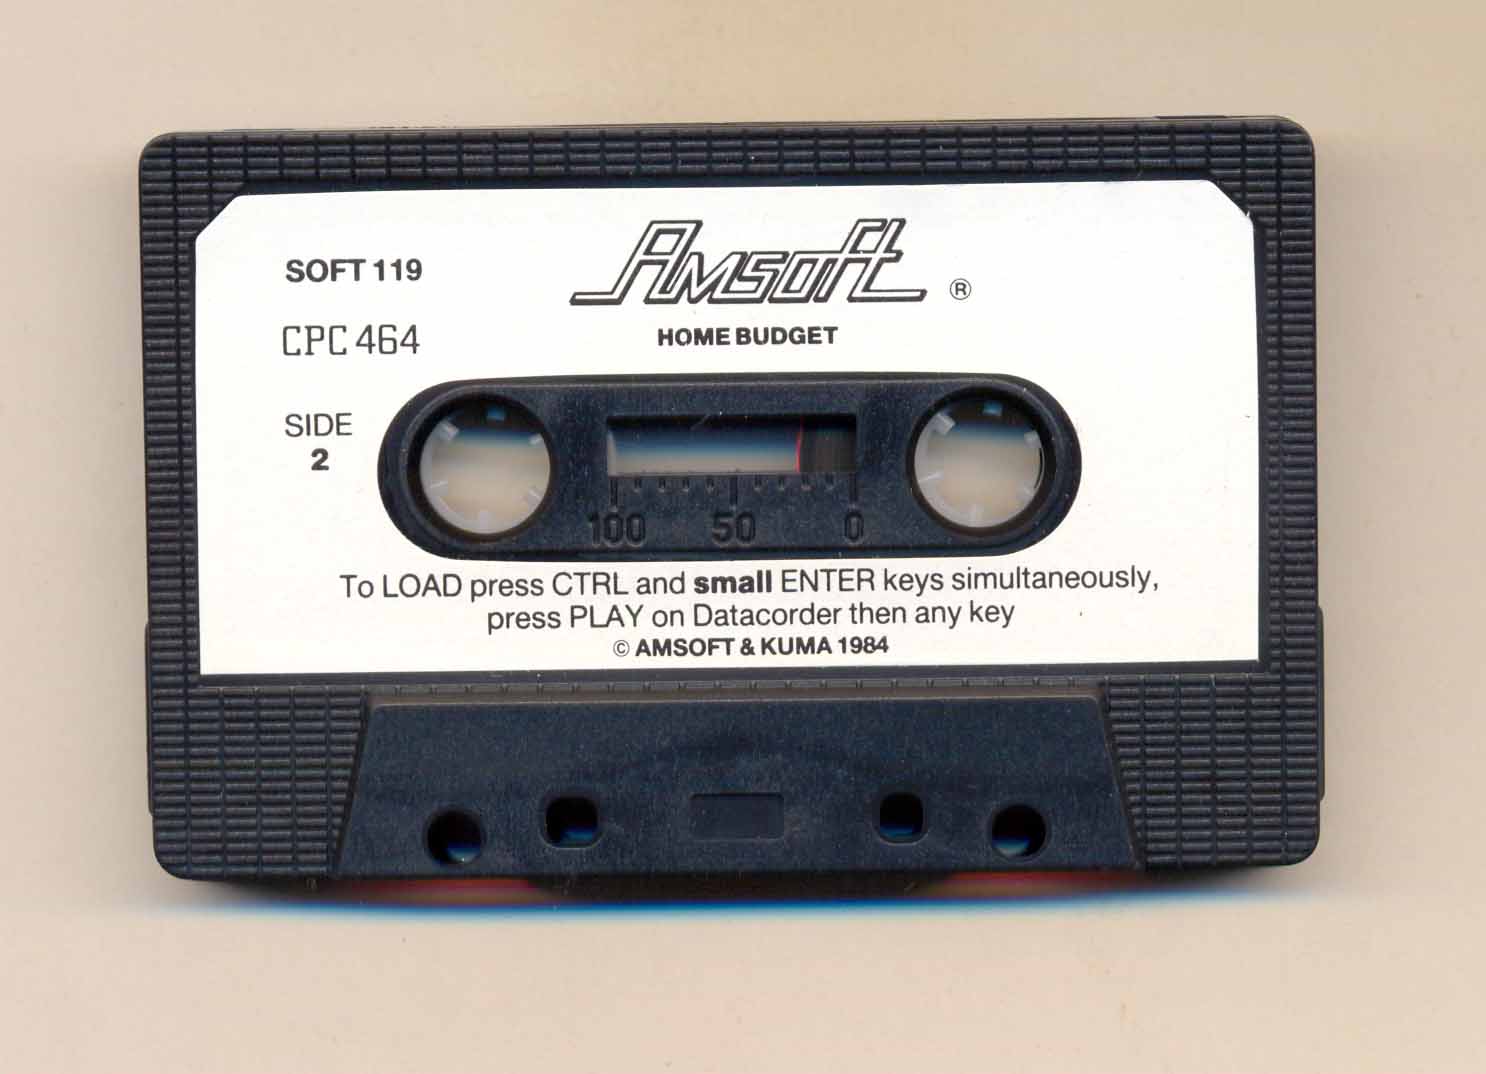 SOFT 119
Amsoft ®
CPC 464
HOME BUDGET
SIDE
2
100 50 0
To LOAD press CTRL and small ENTER keys simultaneously,
press PLAY on Datacorder then any key
© AMSOFT & KUMA 1984